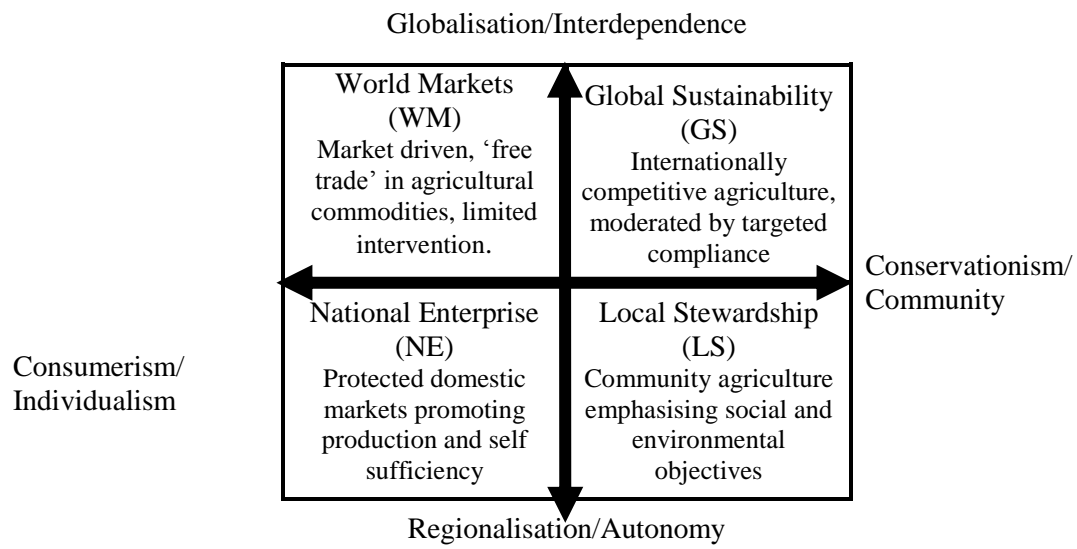 Globalisation/Interdependence
World Markets
(WM)
Market driven, ‘free
trade’ in agricultural
commodities, limited
intervention.
Global Sustainability
(GS)
Internationally
competitive agriculture,
moderated by targeted
compliance
Conservationism/
Community
Consumerism/
Individualism
National Enterprise
(NE)
Protected domestic
markets promoting
production and self
sufficiency
Local Stewardship
(LS)
Community agriculture
emphasising social and
environmental
objectives
Regionalisation/Autonomy